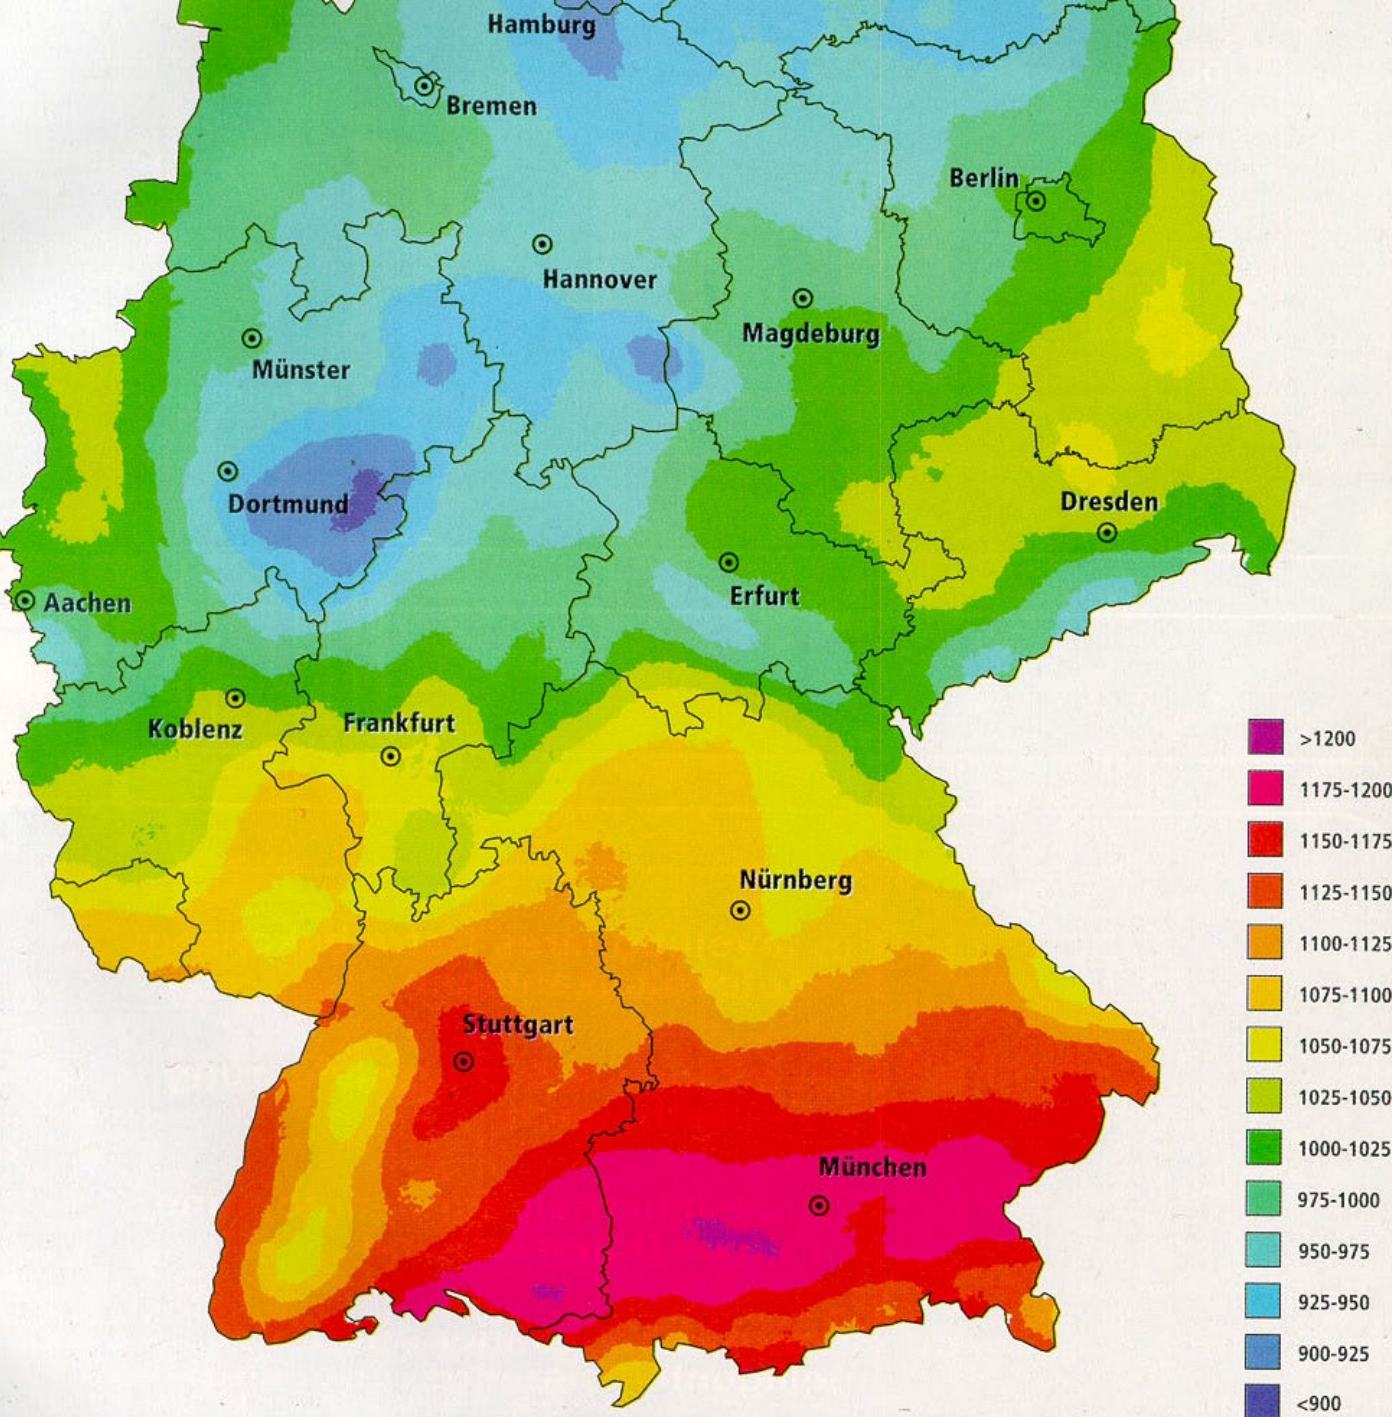 Hamburg
Bremen
Berlin
Hannover
Magdeburg
Münster
Dortmund
Dresden
Erfurt
Aachen
Koblenz
Frankfurt
Nürnberg
Stuttgart
München
>1200
1175-1200
1150-1175
1125-1150
1100-1125
1075-1100
1050-1075
1025-1050
1000-1025
975-1000
950-975
925-950
900-925
<900